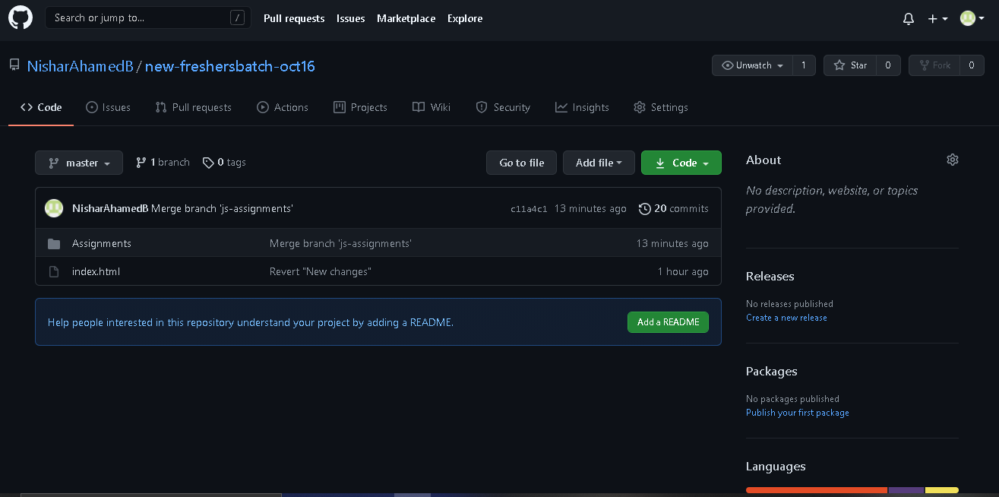 Search or jump to... /
Pull requests Issues Marketplace Explore
NisharAhamedB / new-freshersbatch-oct16
Unwatch 1 Star 0 Fork 0
Code Issues Pull requests Actions Projects Wiki Security Insights Settings
master 1 branch 0 tags Go to file Add file Code
NisharAhamedB Merge branch 'js-assignments' c11a4c1 13 minutes ago 20 commits
Assignments Merge branch 'js-assignments' 13 minutes ago
index.html Revert "New changes" 1 hour ago
Help people interested in this repository understand your project by adding a README. Add a README
About
No description, website, or topics
provided.
Releases
No releases published
Create a new release
Packages
No packages published
Publish your first package
Languages